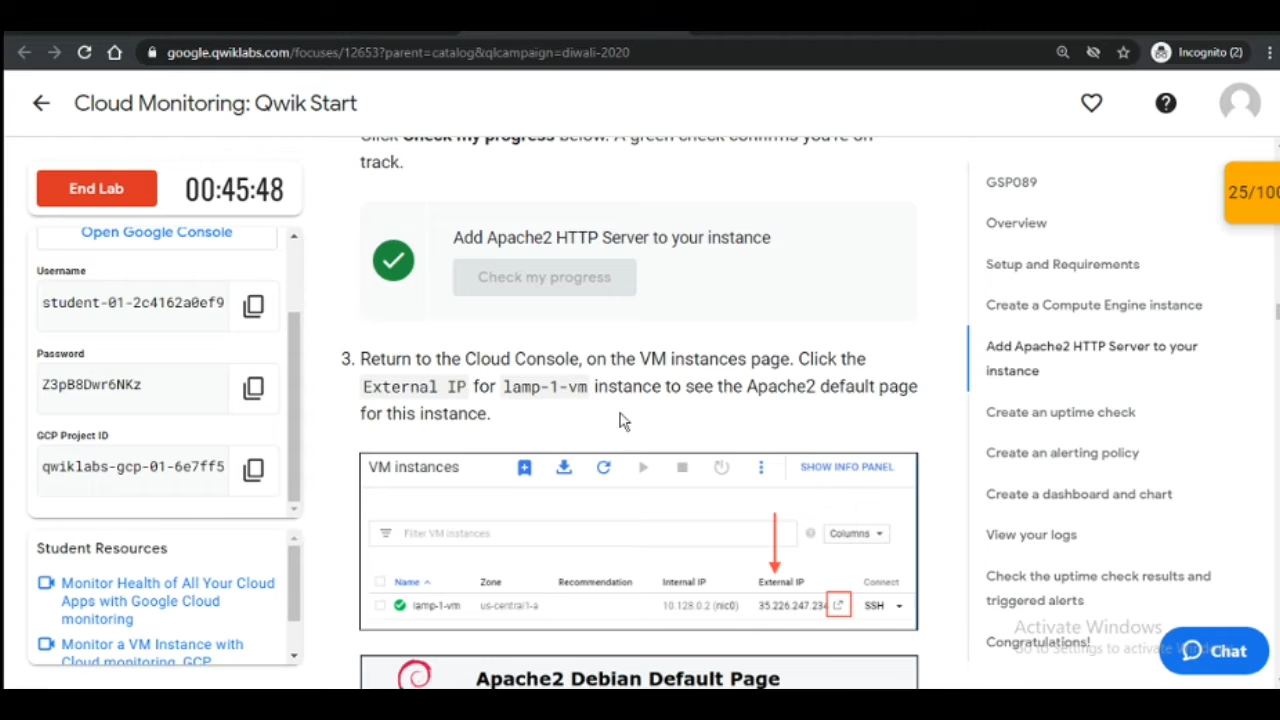 google.qwiklabs.com/focuses/12653?parent=catalog&qlcampaign=diwali-2020
Incognito (2)
Cloud Monitoring: Qwik Start
Click Check my progress below. A green check confirms you're on
track.
End Lab
00:45:48
Open Google Console
Username
student-01-2c4162a0ef9
Password
Z3pB8Dwr6NKz
GCP Project ID
qwiklabs-gcp-01-6e7ff5
Student Resources
Monitor Health of All Your Cloud
Apps with Google Cloud
monitoring
Monitor a VM Instance with
Cloud monitoring, GCP
Add Apache2 HTTP Server to your instance
Check my progress
3. Return to the Cloud Console, on the VM instances page. Click the
External IP for lamp-1-vm instance to see the Apache2 default page
for this instance.
VM instances
SHOW INFO PANEL
Filter VM instances
Columns
Name Zone Recommendation Internal IP External IP Connect
lamp-1-vm us-central1-a 10.128.0.2 (nic0) 35.226.247.234 SSH
Apache2 Debian Default Page
GSP089
Overview
Setup and Requirements
Create a Compute Engine instance
Add Apache2 HTTP Server to your
instance
Create an uptime check
Create an alerting policy
Create a dashboard and chart
View your logs
Check the uptime check results and
triggered alerts
Congratulations!
25/100
Activate Windows
Go to Settings to activate
Chat